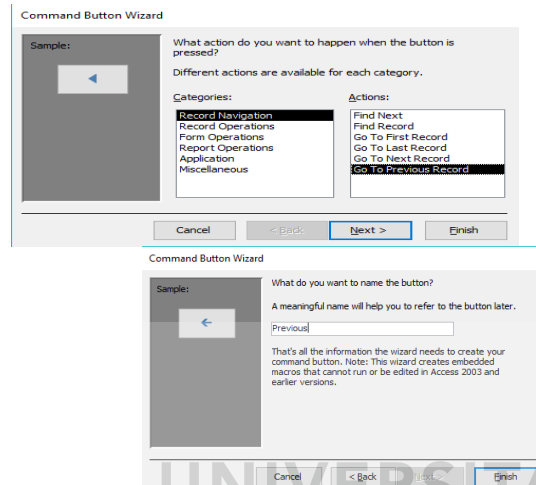 Command Button Wizard
Sample:
What action do you want to happen when the button is
pressed?
Different actions are available for each category.
Categories:
Actions:
Record Navigation
Record Operations
Form Operations
Report Operations
Application
Miscellaneous
Find Next
Find Record
Go To First Record
Go To Last Record
Go To Next Record
Go To Previous Record
Cancel
< Back
Next >
Finish
Command Button Wizard
Sample:
What do you want to name the button?
A meaningful name will help you to refer to the button later.
Previous
That's all the information the wizard needs to create your
command button. Note: This wizard creates embedded
macros that cannot run or be edited in Access 2003 and
earlier versions.
Cancel
< Back
Next >
Finish